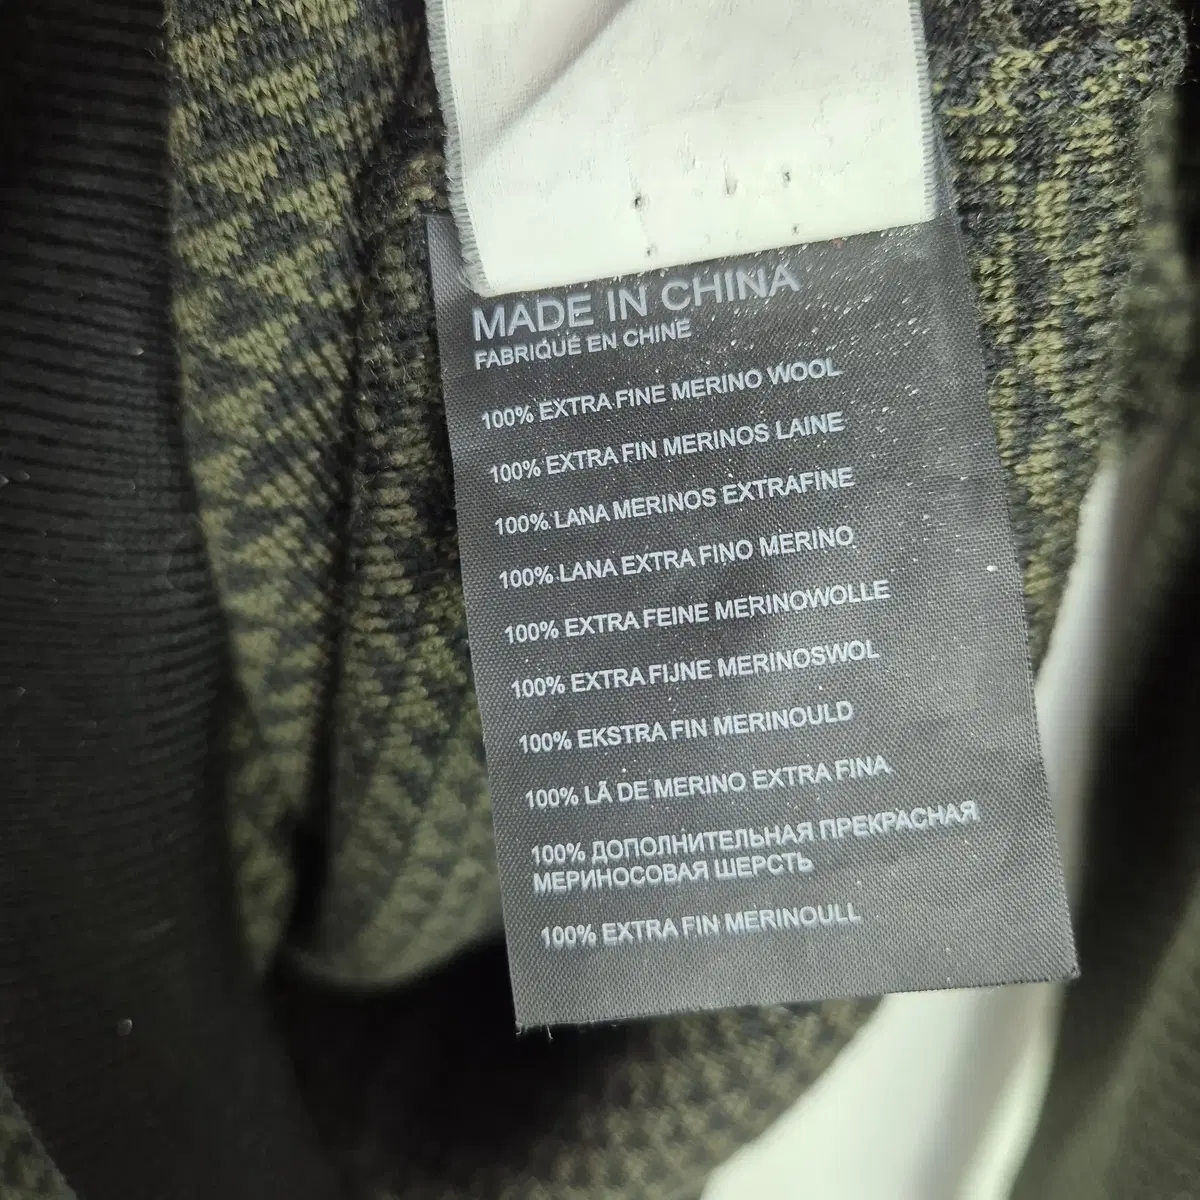 MADE IN CHINA
FABRIQUÉ EN CHINE
100% EXTRA FINE MERINO WOOL
100% EXTRA FIN MERINOS LAINE
100% LANA MERINOS EXTRAFINE
100% LANA EXTRA FINO MERINO
100% EXTRA FEINE MERINOWOLLE
100% EXTRA FIJNE MERINOSWOL
100% EKSTRA FIN MERINOULD
100% LÃ DE MERINO EXTRA FINA
100% ДОПОЛНИТЕЛЬНАЯ ПРЕКРАСНАЯ
МЕРИНОСОВАЯ ШЕРСТЬ
100% EXTRA FIN MERINOULL